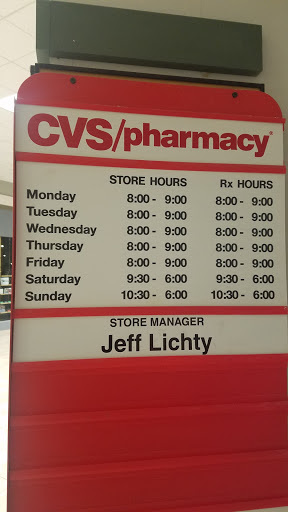 CVS/pharmacy®
STORE HOURS Rx HOURS
Monday 8:00 - 9:00 8:00 - 9:00
Tuesday 8:00 - 9:00 8:00 - 9:00
Wednesday 8:00 - 9:00 8:00 - 9:00
Thursday 8:00 - 9:00 8:00 - 9:00
Friday 8:00 - 9:00 8:00 - 9:00
Saturday 9:30 - 6:00 9:30 - 6:00
Sunday 10:30 - 6:00 10:30 - 6:00
STORE MANAGER
Jeff Lichty